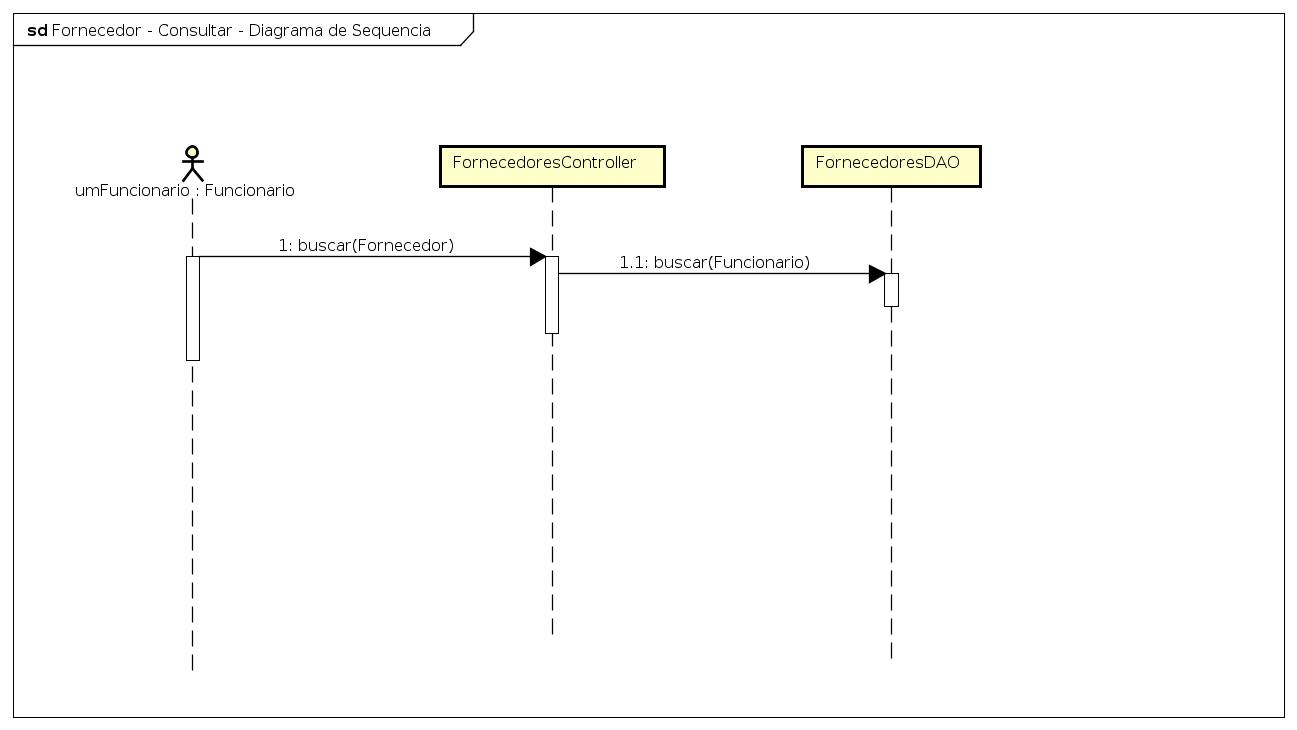 sd Fornecedor - Consultar - Diagrama de Sequencia
umFuncionario : Funcionario
FornecedoresController
FornecedoresDAO
1: buscar(Fornecedor)
1.1: buscar(Funcionario)